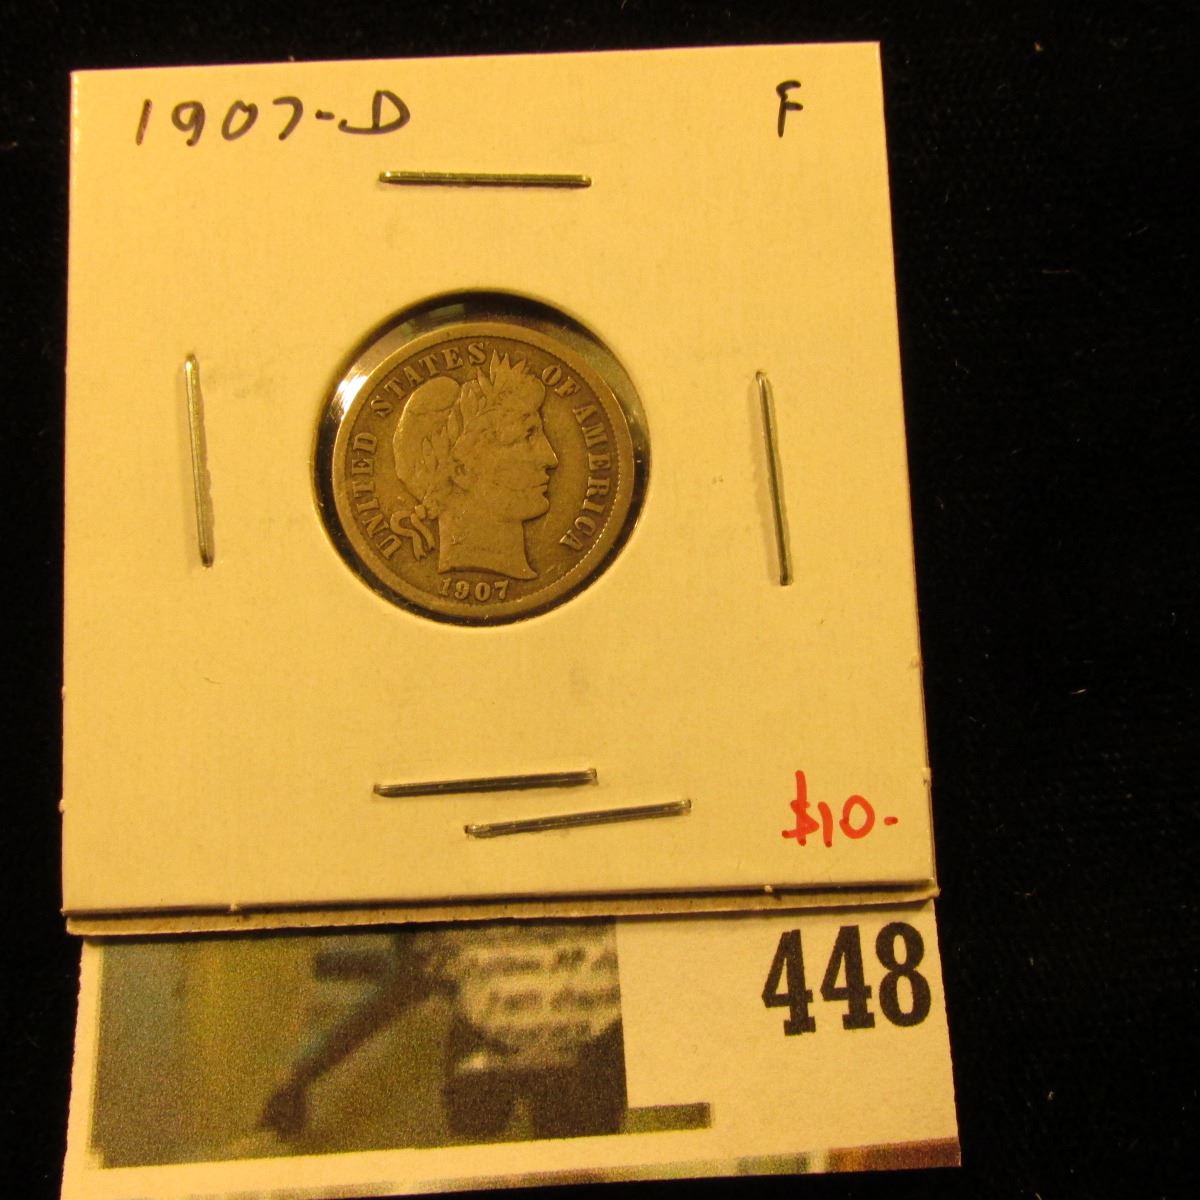 1907-D F
UNITED STATES OF AMERICA
1907
$10.-
448